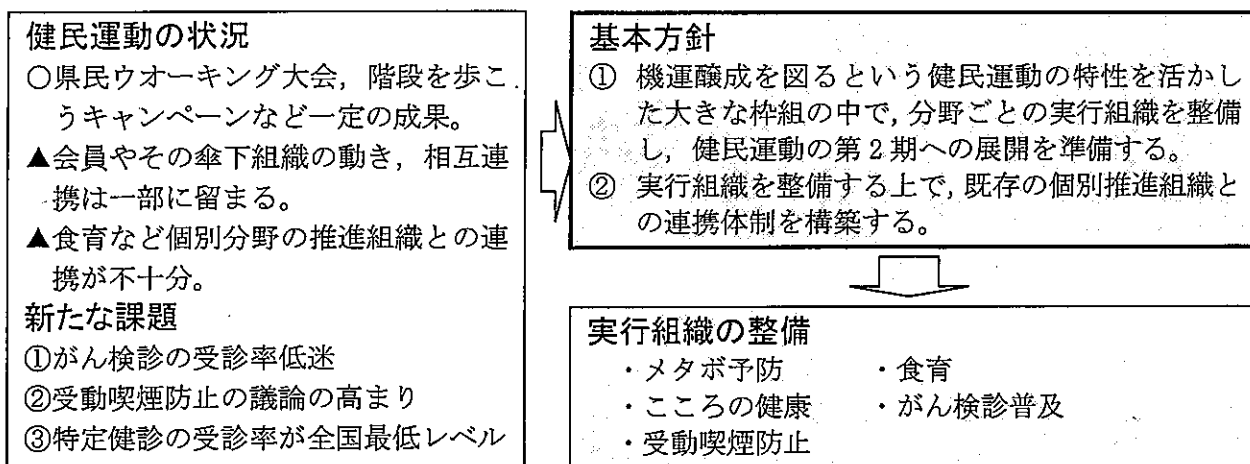 健民運動の状況
○県民ウオーキング大会，階段を歩こ
うキャンペーンなど一定の成果。
▲会員やその傘下組織の動き，相互連
携は一部に留まる。
▲食育など個別分野の推進組織との連
携が不十分。
新たな課題
①がん検診の受診率低迷
②受動喫煙防止の議論の高まり
③特定健診の受診率が全国最低レベル
基本方針
① 機運醸成を図るという健民運動の特性を活かし
た大きな枠組の中で，分野ごとの実行組織を整備
し，健民運動の第２期への展開を準備する。
② 実行組織を整備する上で，既存の個別推進組織と
の連携体制を構築する。
実行組織の整備
・メタボ予防 ・食育
・こころの健康 ・がん検診普及
・受動喫煙防止